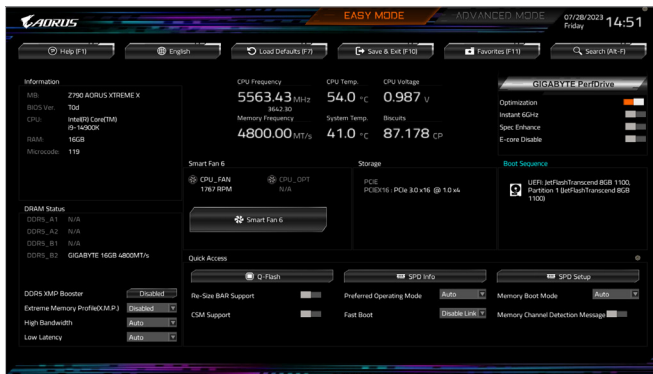 AORUS
EASY MODE
ADVANCED MODE
07/28/2023
Friday
14:51
Help (F1)
English
Load Defaults (F7)
Save & Exit (F10)
Favorites (F11)
Search (Alt-F)
Information
MB: Z790 AORUS XTREME X
BIOS Ver: T0d
CPU: Intel(R) Core(TM)
i9-14900K
RAM: 16GB
Microcode: 119
CPU Frequency
5563.43 MHz
3642.30
CPU Temp.
54.0 °C
CPU Voltage
0.987 V
Memory Frequency
4800.00 MT/s
System Temp.
41.0 °C
Biscuits
87.178 CP
GIGABYTE PerfDrive
Optimization
Instant 6GHz
Spec Enhance
E-core Disable
Smart Fan 6
CPU_FAN
1767 RPM
CPU_OPT
N/A
Smart Fan 6
Storage
PCIE
PCIEX16 : PCIe 3.0 x16 @ 1.0 x4
Boot Sequence
UEFI: JetFlashTranscend 8GB 1100,
Partition 1 (JetFlashTranscend 8GB
1100)
DRAM Status
DDR5_A1 N/A
DDR5_A2 N/A
DDR5_B1 N/A
DDR5_B2 GIGABYTE 16GB 4800MT/s
DDR5 XMP Booster Disabled
Extreme Memory Profile(X.M.P.) Disabled
High Bandwidth Auto
Low Latency Auto
Quick Access
Q-Flash
SPD Info
SPD Setup
Re-Size BAR Support
Preferred Operating Mode Auto
Memory Boot Mode Auto
CSM Support
Fast Boot Disable Link
Memory Channel Detection Message